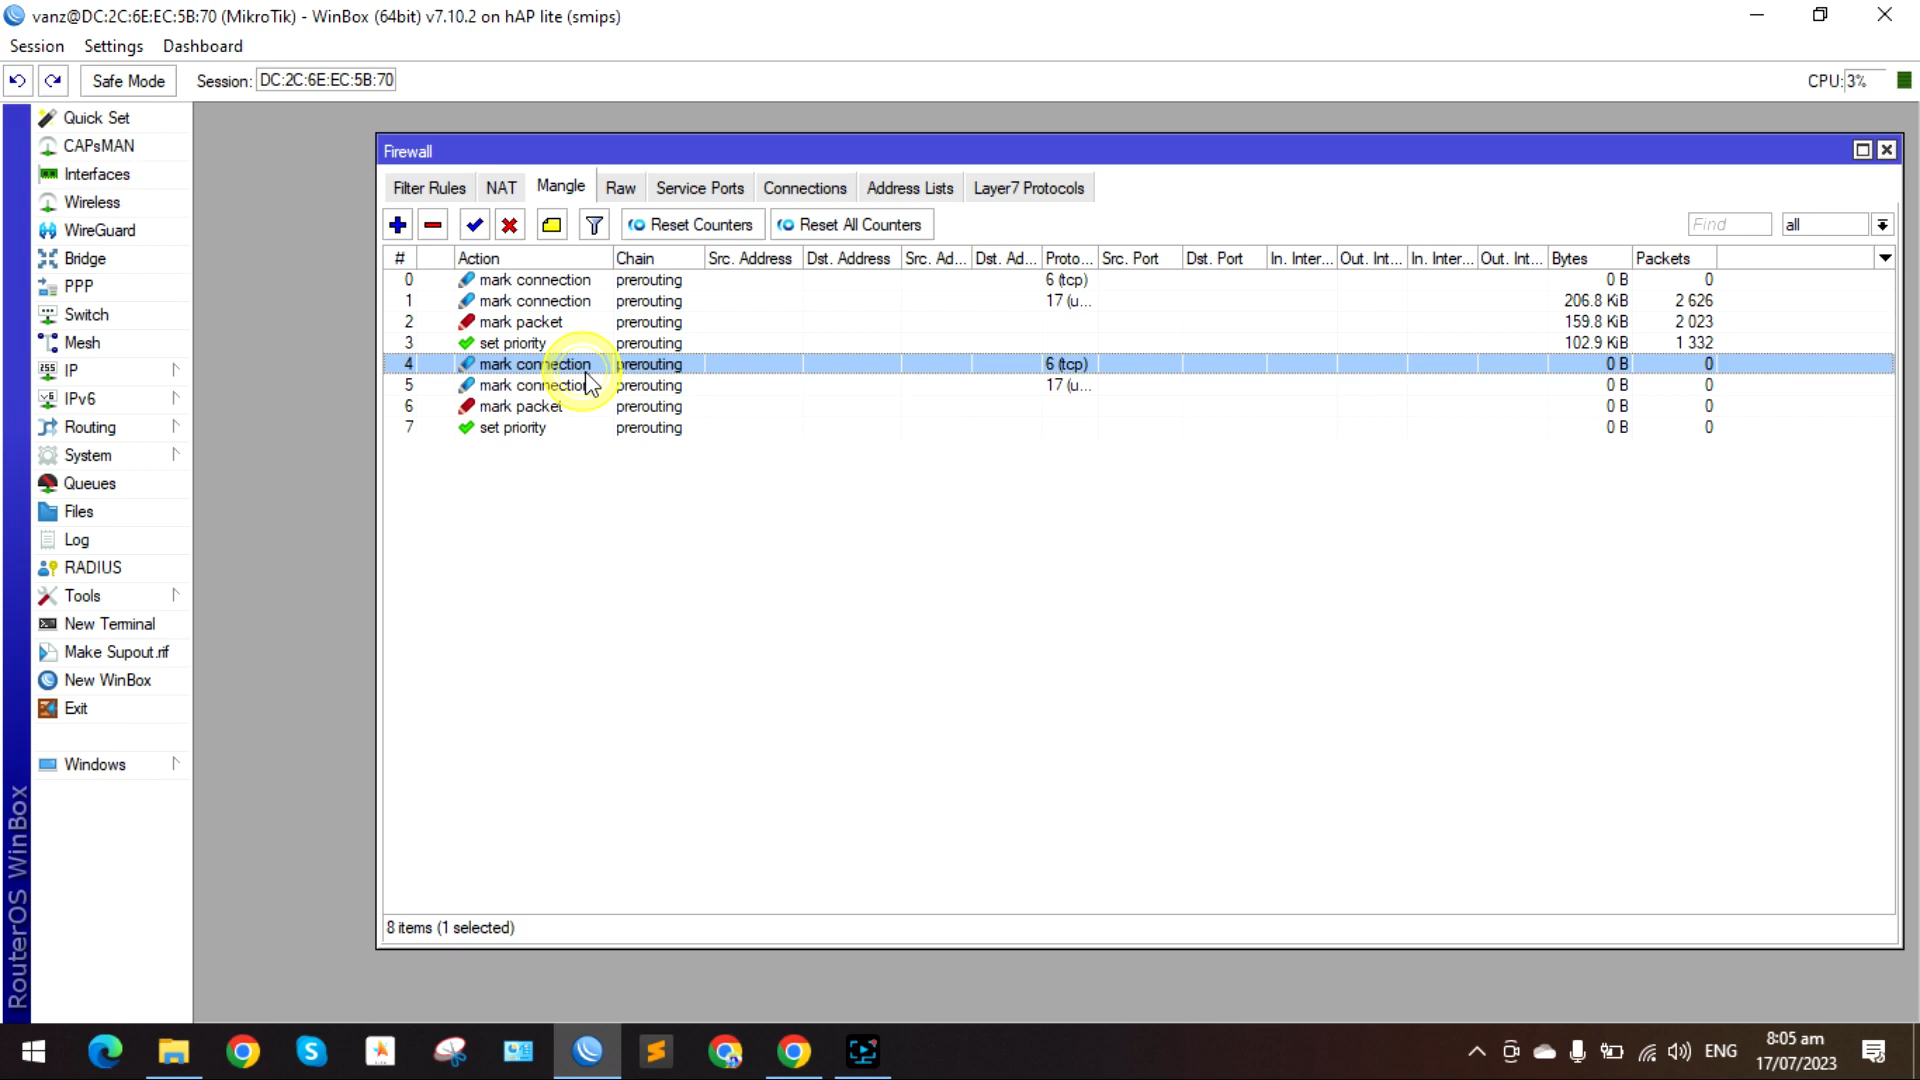 vanz@DC:2C:6E:EC:5B:70 (MikroTik) - WinBox (64bit) v7.10.2 on hAP lite (smips)
Session Settings Dashboard
Safe Mode Session: DC:2C:6E:EC:5B:70 CPU: 3%
Quick Set
CAPsMAN
Interfaces
Wireless
WireGuard
Bridge
PPP
Switch
Mesh
IP
IPv6
Routing
System
Queues
Files
Log
RADIUS
Tools
New Terminal
Make Supout.rif
New WinBox
Exit
Windows
RouterOS WinBox
Firewall
Filter Rules NAT Mangle Raw Service Ports Connections Address Lists Layer7 Protocols
Reset Counters Reset All Counters Find all
# Action Chain Src. Address Dst. Address Src. Ad... Dst. Ad... Proto... Src. Port Dst. Port In. Inter... Out. Int... In. Inter... Out. Int... Bytes Packets
0 mark connection prerouting 6 (tcp) 0 B 0
1 mark connection prerouting 17 (u... 206.8 KiB 2 626
2 mark packet prerouting 159.8 KiB 2 023
3 set priority prerouting 102.9 KiB 1 332
4 mark connection prerouting 6 (tcp) 0 B 0
5 mark connection prerouting 17 (u... 0 B 0
6 mark packet prerouting 0 B 0
7 set priority prerouting 0 B 0
8 items (1 selected)
ENG
8:05 am
17/07/2023